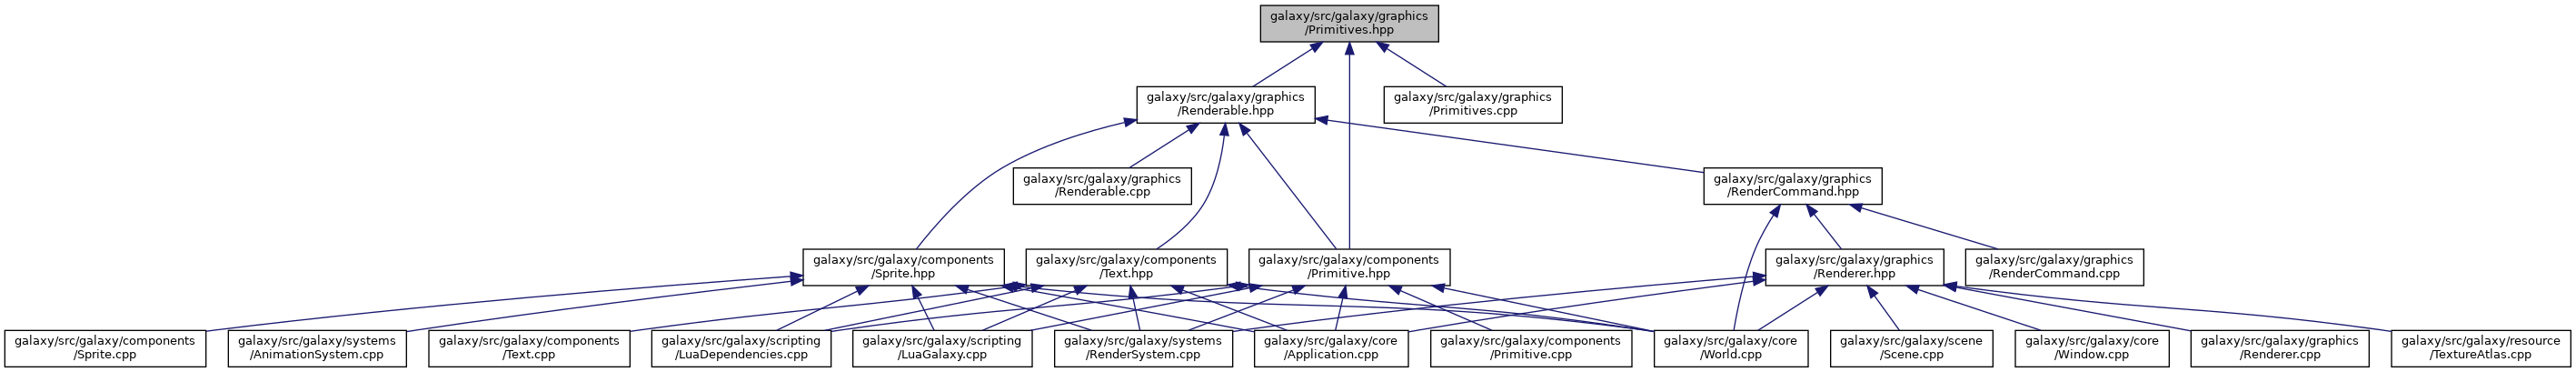 galaxy/src/galaxy/graphics
/Primitives.hpp
galaxy/src/galaxy/graphics
/Renderable.hpp
galaxy/src/galaxy/graphics
/Primitives.cpp
galaxy/src/galaxy/graphics
/Renderable.cpp
galaxy/src/galaxy/graphics
/RenderCommand.hpp
galaxy/src/galaxy/components
/Sprite.hpp
galaxy/src/galaxy/components
/Text.hpp
galaxy/src/galaxy/components
/Primitive.hpp
galaxy/src/galaxy/graphics
/Renderer.hpp
galaxy/src/galaxy/graphics
/RenderCommand.cpp
galaxy/src/galaxy/components
/Sprite.cpp
galaxy/src/galaxy/systems
/AnimationSystem.cpp
galaxy/src/galaxy/components
/Text.cpp
galaxy/src/galaxy/scripting
/LuaDependencies.cpp
galaxy/src/galaxy/scripting
/LuaGalaxy.cpp
galaxy/src/galaxy/systems
/RenderSystem.cpp
galaxy/src/galaxy/core
/Application.cpp
galaxy/src/galaxy/components
/Primitive.cpp
galaxy/src/galaxy/core
/World.cpp
galaxy/src/galaxy/scene
/Scene.cpp
galaxy/src/galaxy/core
/Window.cpp
galaxy/src/galaxy/graphics
/Renderer.cpp
galaxy/src/galaxy/resource
/TextureAtlas.cpp